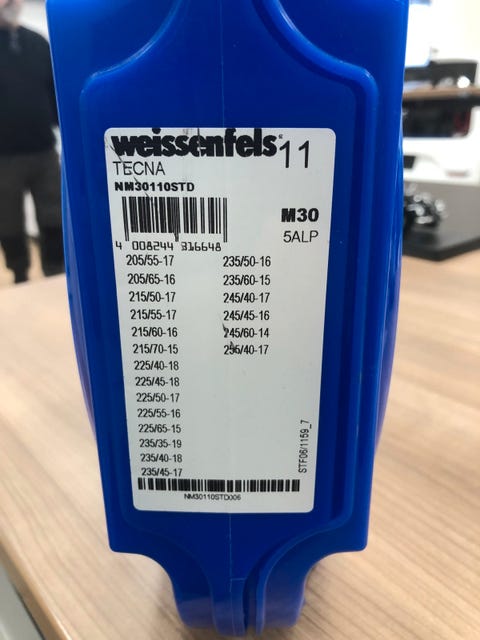 weissenfels® 11
TECNA
NM30110STD
M30
5ALP
4 008244 316648
205/55-17
205/65-16
215/50-17
215/55-17
215/60-16
215/70-15
225/40-18
225/45-18
225/50-17
225/55-16
225/65-15
235/35-19
235/40-18
235/45-17
235/50-16
235/60-15
245/40-17
245/45-16
245/60-14
255/40-17
STF06/1159_7
NM30110STD006